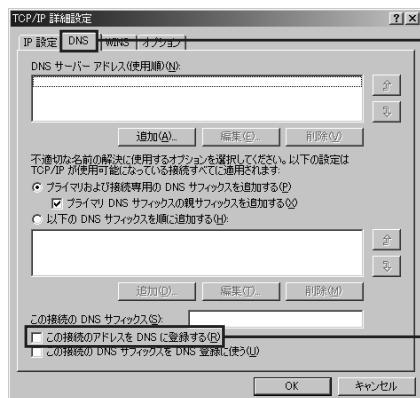 TCP/IP 詳細設定
? ×
IP 設定 DNS WINS オプション
DNS サーバー アドレス(使用順)(N):
追加(A)... 編集(E)... 削除(V)
不適切な名前の解決に使用するオプションを選択してください。以下の設定は
TCP/IP が使用可能になっている接続すべてに適用されます:
プライマリおよび接続専用の DNS サフィックスを追加する(P)
プライマリ DNS サフィックスの親サフィックスを追加する(X)
以下の DNS サフィックスを順に追加する(H):
追加(D)... 編集(T)... 削除(M)
この接続の DNS サフィックス(S):
この接続のアドレスを DNS に登録する(R)
この接続の DNS サフィックスを DNS 登録に使う(U)
OK キャンセル